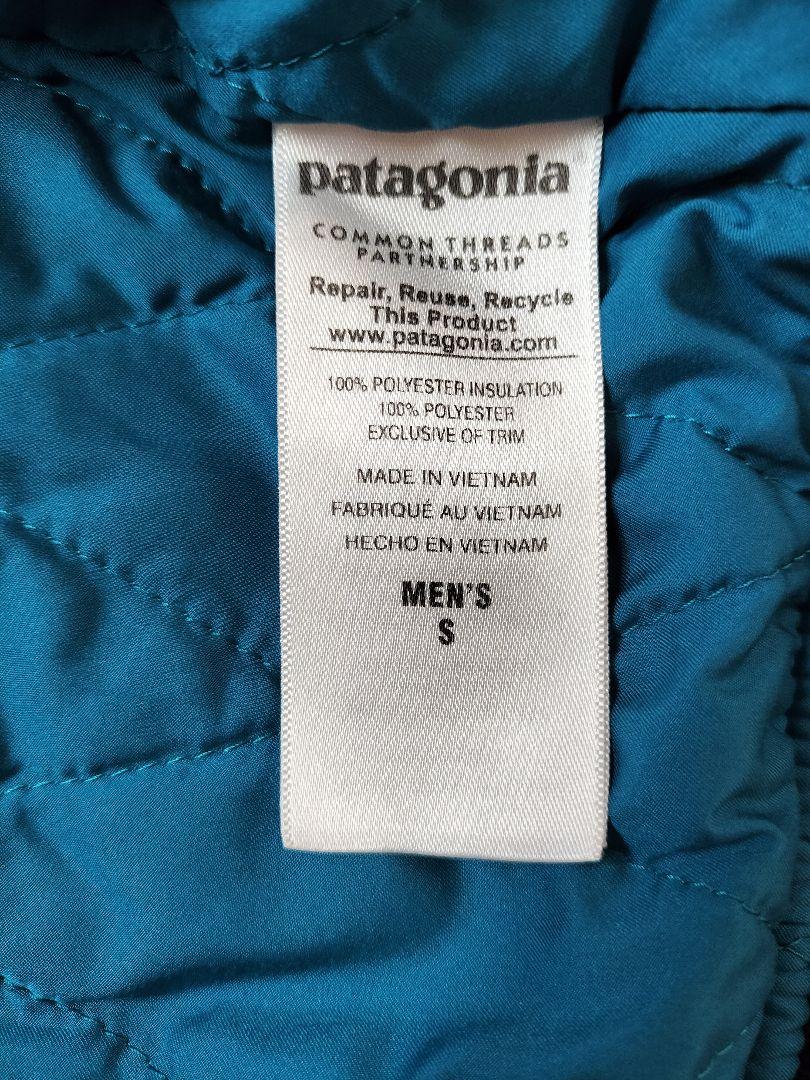 patagonia
COMMON THREADS
PARTNERSHIP
Repair, Reuse, Recycle
This Product
www.patagonia.com
100% POLYESTER INSULATION
100% POLYESTER
EXCLUSIVE OF TRIM
MADE IN VIETNAM
FABRIQUÉ AU VIETNAM
HECHO EN VIETNAM
MEN'S
S